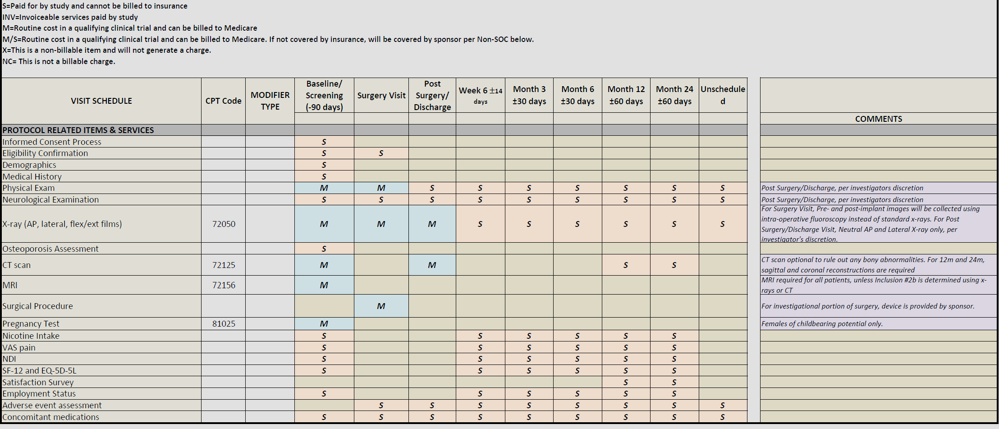 S=Paid for by study and cannot be billed to insurance
INV=Invoiceable services paid by study
M=Routine cost in a qualifying clinical trial and can be billed to Medicare
M/S=Routine cost in a qualifying clinical trial and can be billed to Medicare. If not covered by insurance, will be covered by sponsor per Non-SOC below.
X=This is a non-billable item and will not generate a charge.
NC= This is not a billable charge.
VISIT SCHEDULE
CPT Code
MODIFIER
TYPE
Baseline/
Screening
(-90 days)
Surgery Visit
Post
Surgery/
Discharge
Week 6 ±14
days
Month 3
±30 days
Month 6
±30 days
Month 12
±60 days
Month 24
±60 days
Unschedule
d
COMMENTS
PROTOCOL RELATED ITEMS & SERVICES
Informed Consent Process S
Eligibility Confirmation S S
Demographics S
Medical History S
Physical Exam M M S S S S S S S Post Surgery/Discharge, per investigators discretion
Neurological Examination S S S S S S S S S Post Surgery/Discharge, per investigators discretion
X-ray (AP, lateral, flex/ext films) 72050 M M M S S S S S S
For Surgery Visit, Pre- and post-implant images will be collected using
intra-operative fluoroscopy instead of standard x-rays. For Post
Surgery/Discharge Visit, Neutral AP and Lateral X-ray only, per
investigator's discretion.
Osteoporosis Assessment S
CT scan 72125 M M S S
CT scan optional to rule out any bony abnormalities. For 12m and 24m,
sagittal and coronal reconstructions are required
MRI 72156 M
MRI required for all patients, unless Inclusion #2b is determined using x-
rays or CT
Surgical Procedure M For investigational portion of surgery, device is provided by sponsor.
Pregnancy Test 81025 M Females of childbearing potential only.
Nicotine Intake S S S S S S
VAS pain S S S S S S
NDI S S S S S S
SF-12 and EQ-5D-5L S S S S S S
Satisfaction Survey S S
Employment Status S S S S S S
Adverse event assessment S S S S S S S S
Concomitant medications S S S S S S S S S